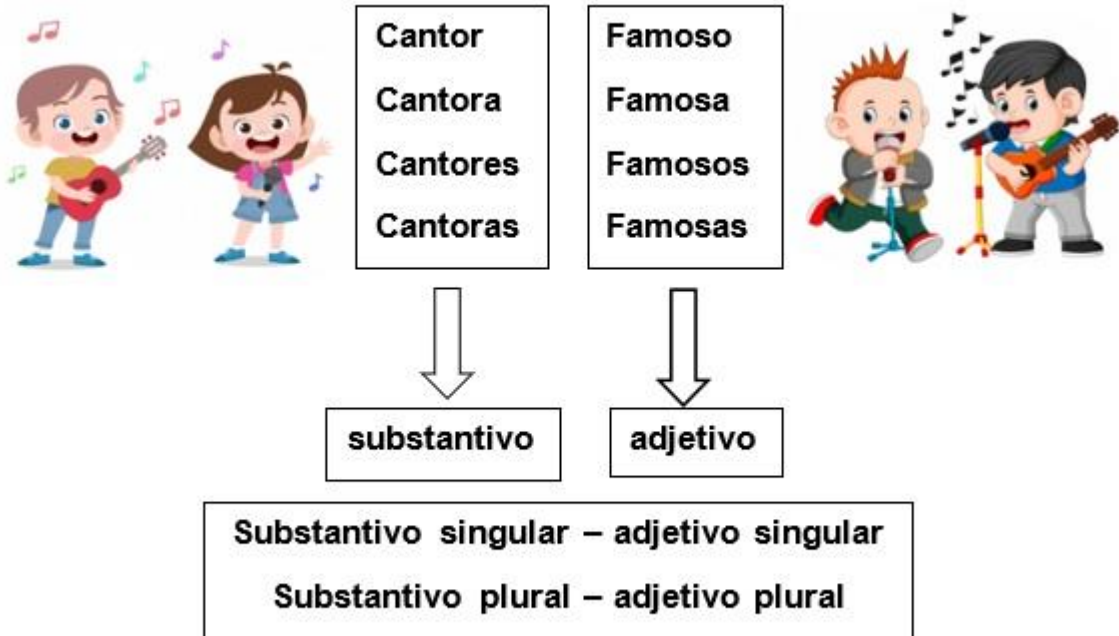 Cantor
Cantora
Cantores
Cantoras
Famoso
Famosa
Famosos
Famosas
substantivo
adjetivo
Substantivo singular – adjetivo singular
Substantivo plural – adjetivo plural